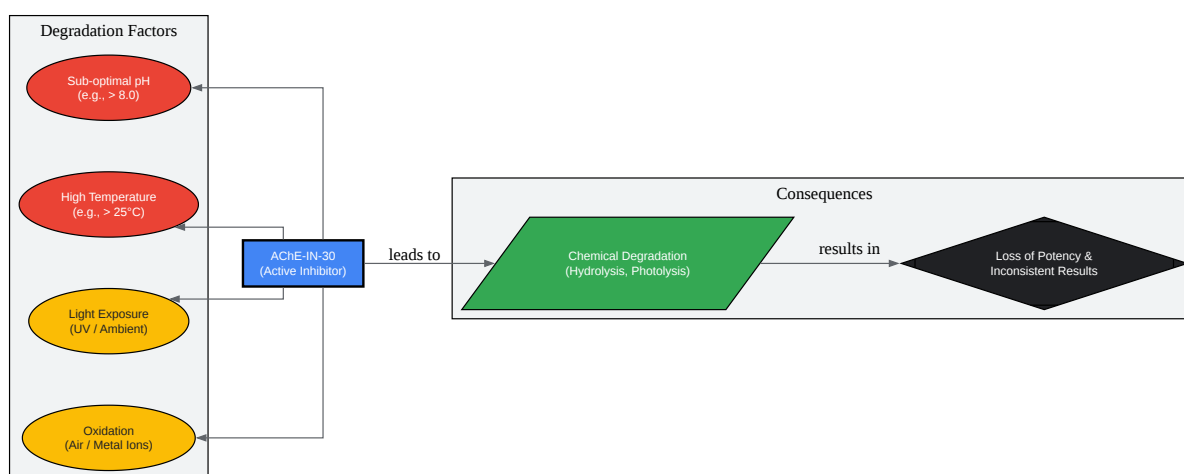 Degradation Factors
Sub-optimal pH
(e.g., > 8.0)
High Temperature
(e.g., > 25°C)
Light Exposure
(UV / Ambient)
Oxidation
(Air / Metal Ions)
AChE-IN-30
(Active Inhibitor)
leads to
Consequences
Chemical Degradation
(Hydrolysis, Photolysis)
results in
Loss of Potency &
Inconsistent Results